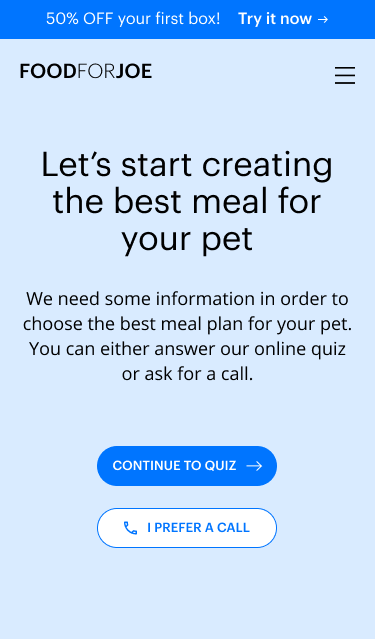 50% OFF your first box! Try it now →
FOODFORJOE
Let’s start creating
the best meal for
your pet
We need some information in order to
choose the best meal plan for your pet.
You can either answer our online quiz
or ask for a call.
CONTINUE TO QUIZ →
I PREFER A CALL